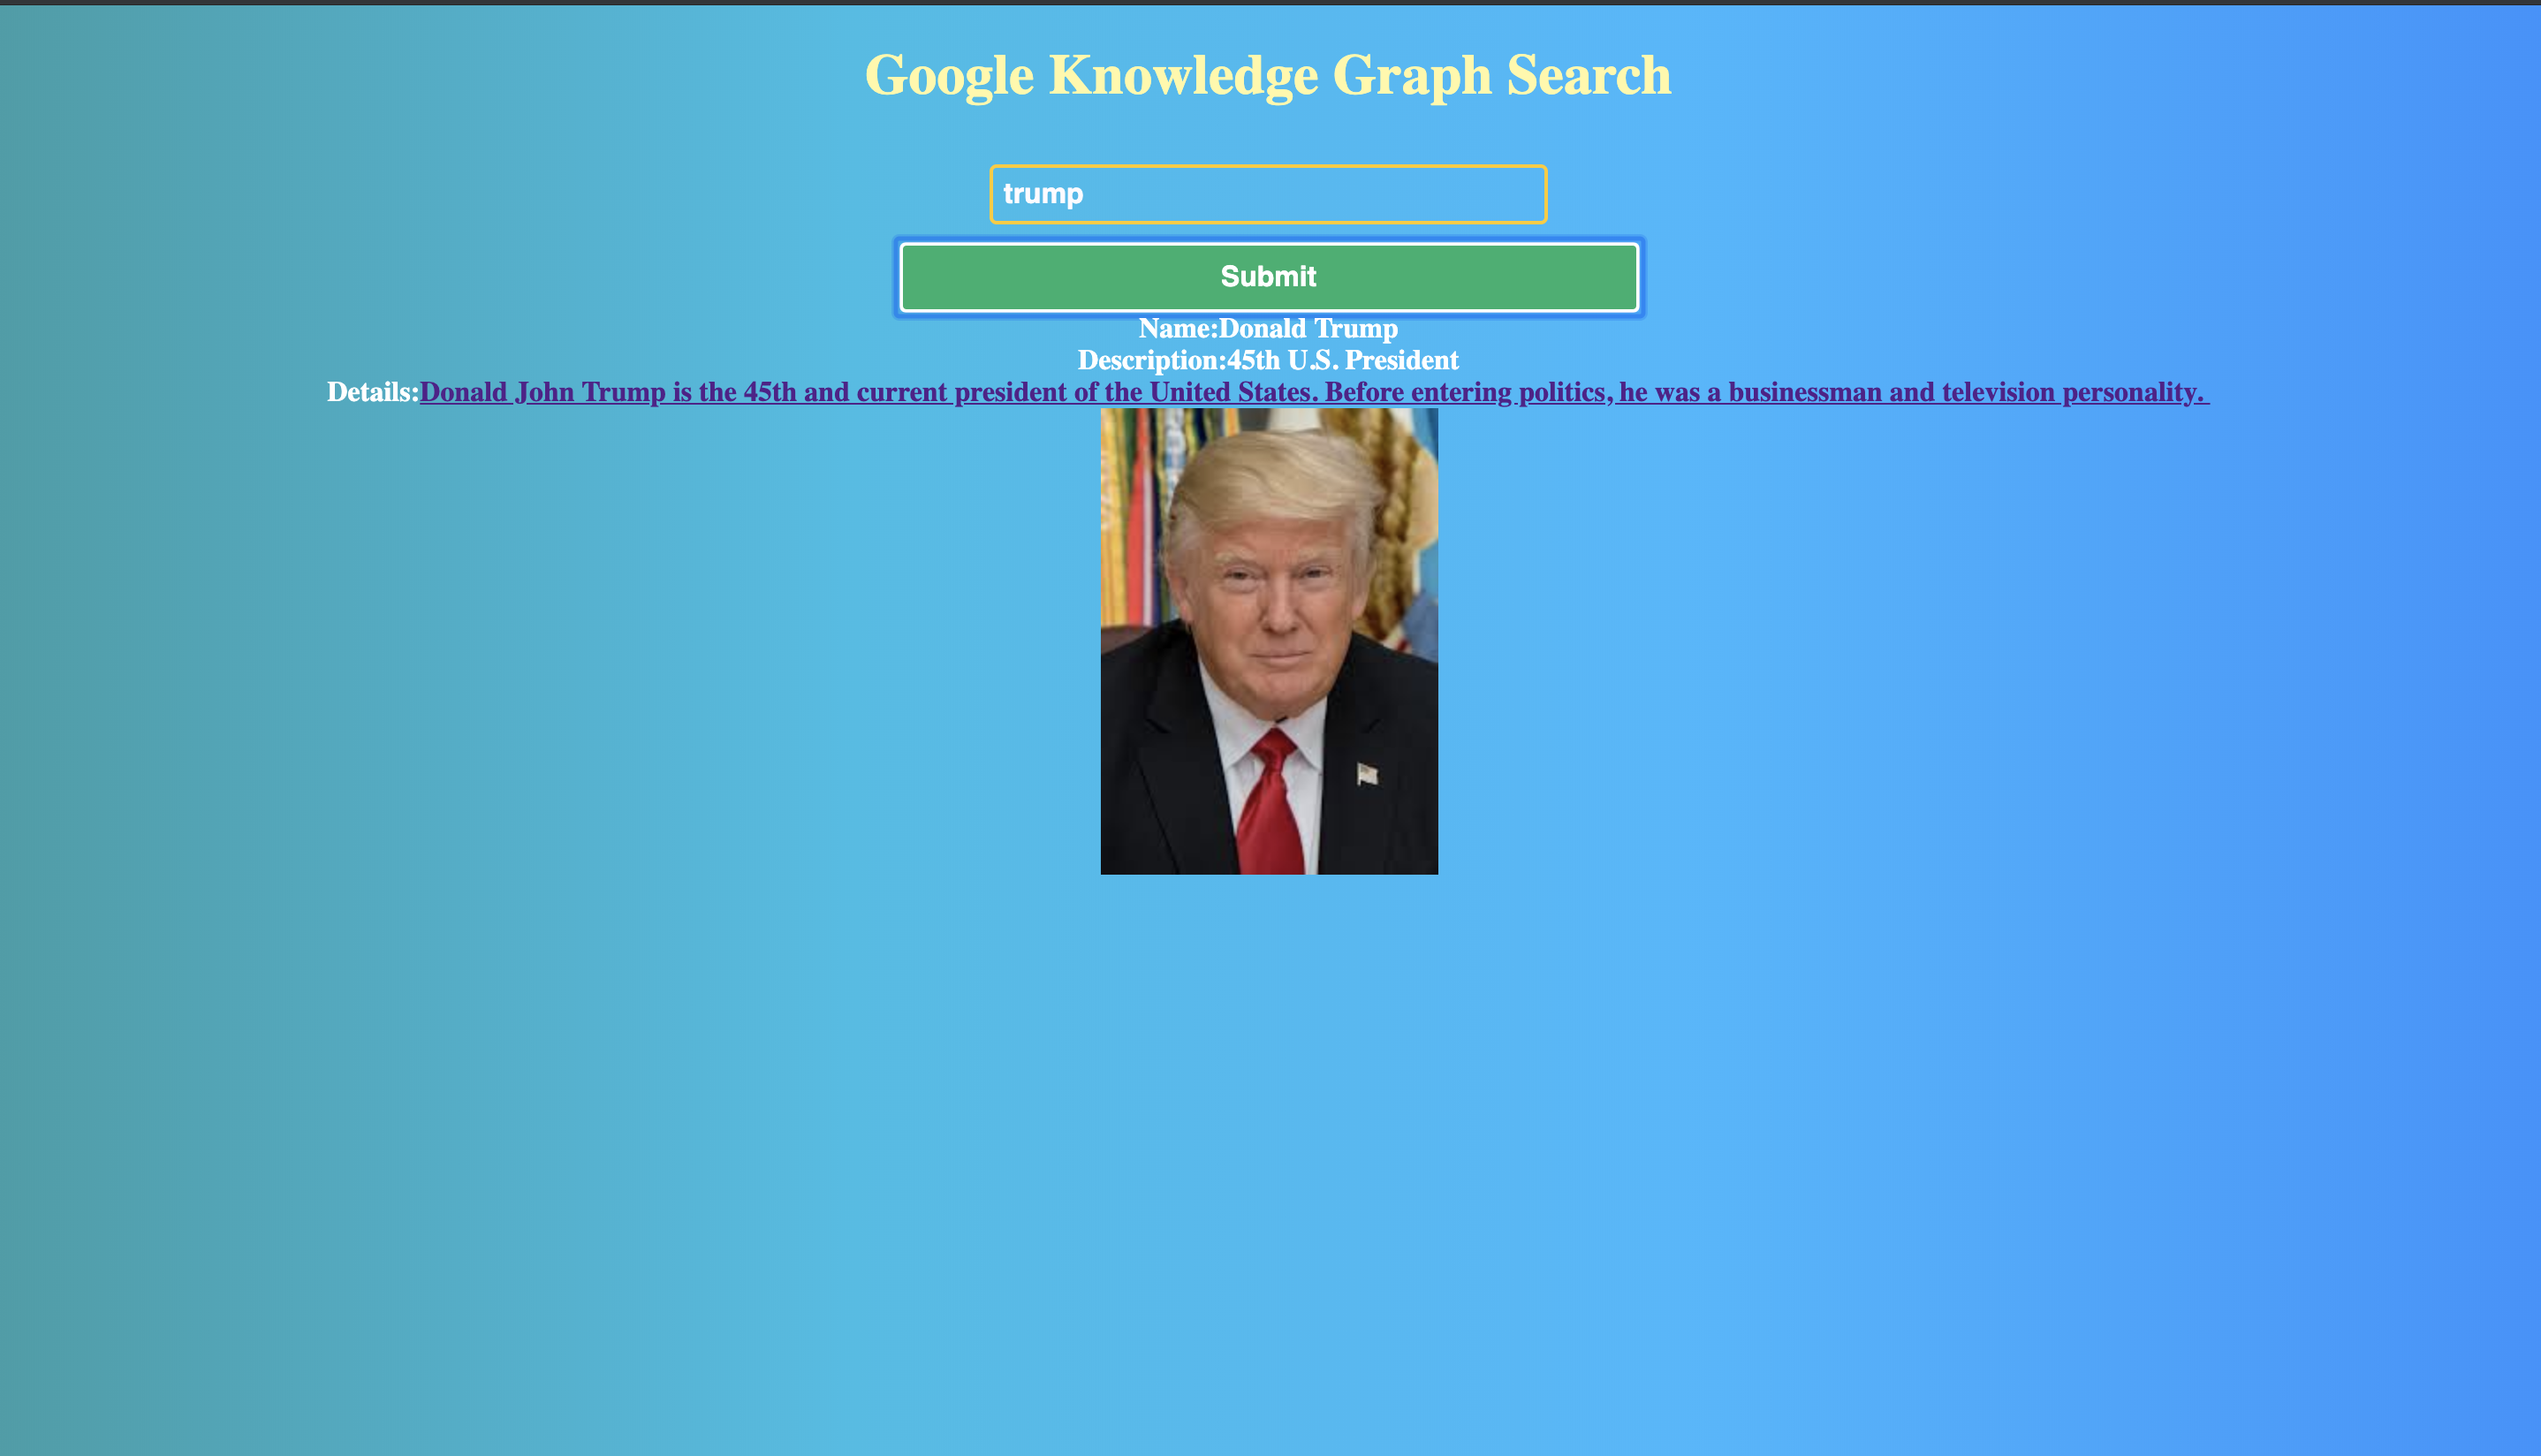 Google Knowledge Graph Search
trump
Submit
Name:Donald Trump
Description:45th U.S. President
Details:Donald John Trump is the 45th and current president of the United States. Before entering politics, he was a businessman and television personality.